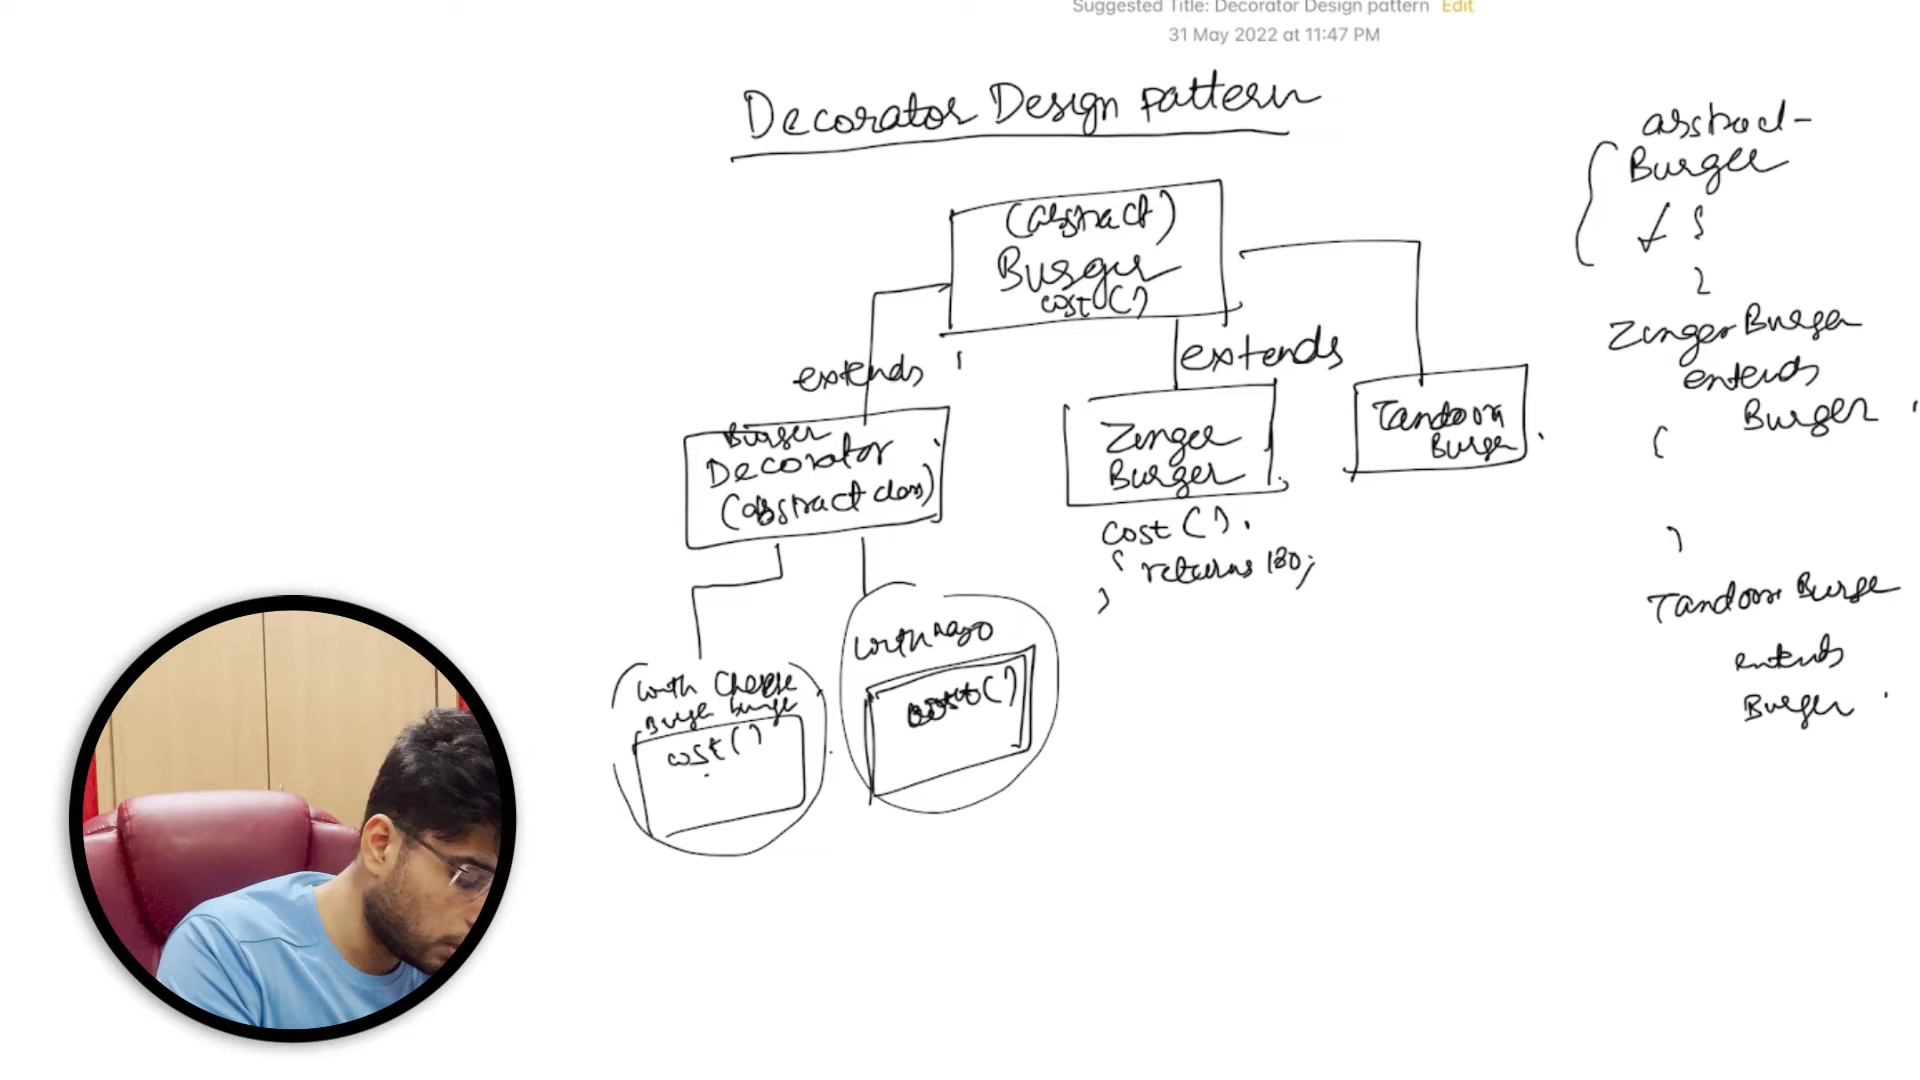 Suggested Title: Decorator Design pattern Edit
31 May 2022 at 11:47 PM
Decorator Design pattern
(abstract)
Burger
cost()
extends
extends
Burger
Decorator
(abstract class)
Zinger
Burger
Tandoori
Burger
cost().
{ returns 180;
}
with Cheese
Burger burger
cost()
with Mayo
cost()
abstract
Burger
{
}
Zinger Burger
extends
Burger
{
}
Tandoori Burge
extends
Burger